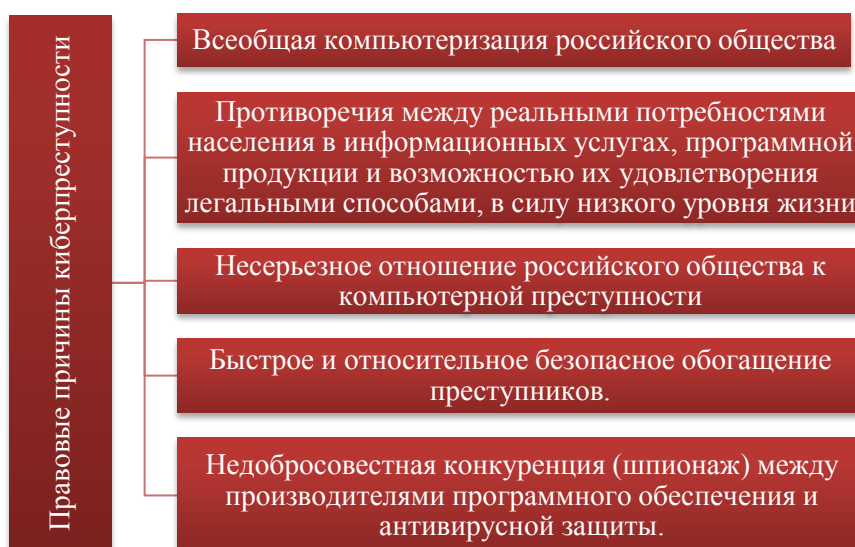 Правовые причины киберпреступности
Всеобщая компьютеризация российского общества
Противоречия между реальными потребностями
населения в информационных услугах, программной
продукции и возможностью их удовлетворения
легальными способами, в силу низкого уровня жизни
Несерьезное отношение российского общества к
компьютерной преступности
Быстрое и относительное безопасное обогащение
преступников.
Недобросовестная конкуренция (шпионаж) между
производителями программного обеспечения и
антивирусной защиты.